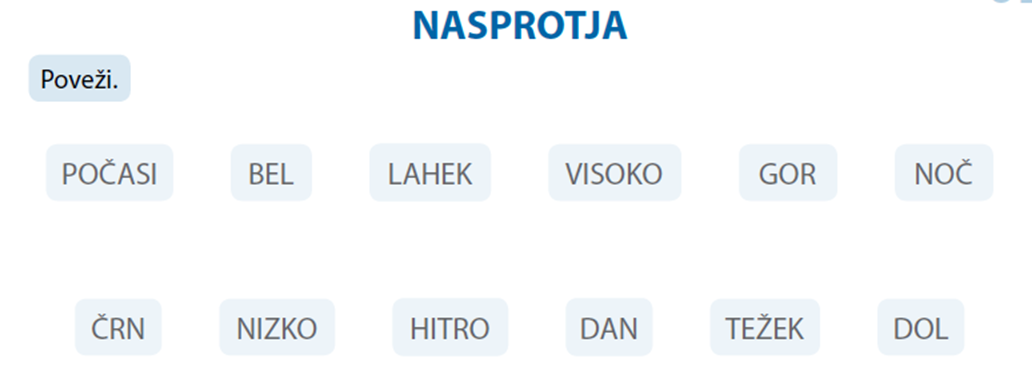 NASPROTJA
Poveži.
POČASI BEL LAHEK VISOKO GOR NOČ
ČRN NIZKO HITRO DAN TEŽEK DOL